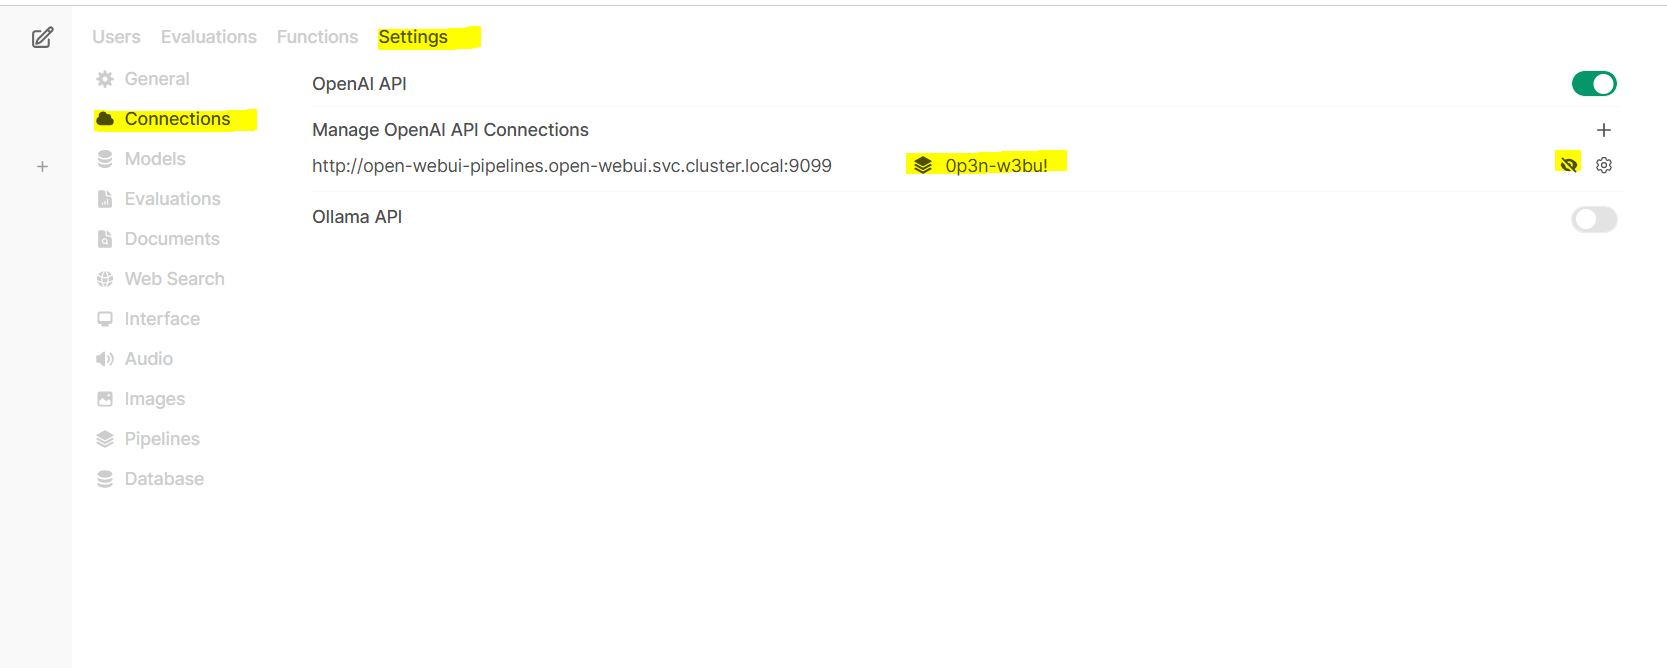 Users Evaluations Functions Settings
General
Connections
Models
Evaluations
Documents
Web Search
Interface
Audio
Images
Pipelines
Database
OpenAI API
Manage OpenAI API Connections
http://open-webui-pipelines.open-webui.svc.cluster.local:9099 0p3n-w3bu!
Ollama API